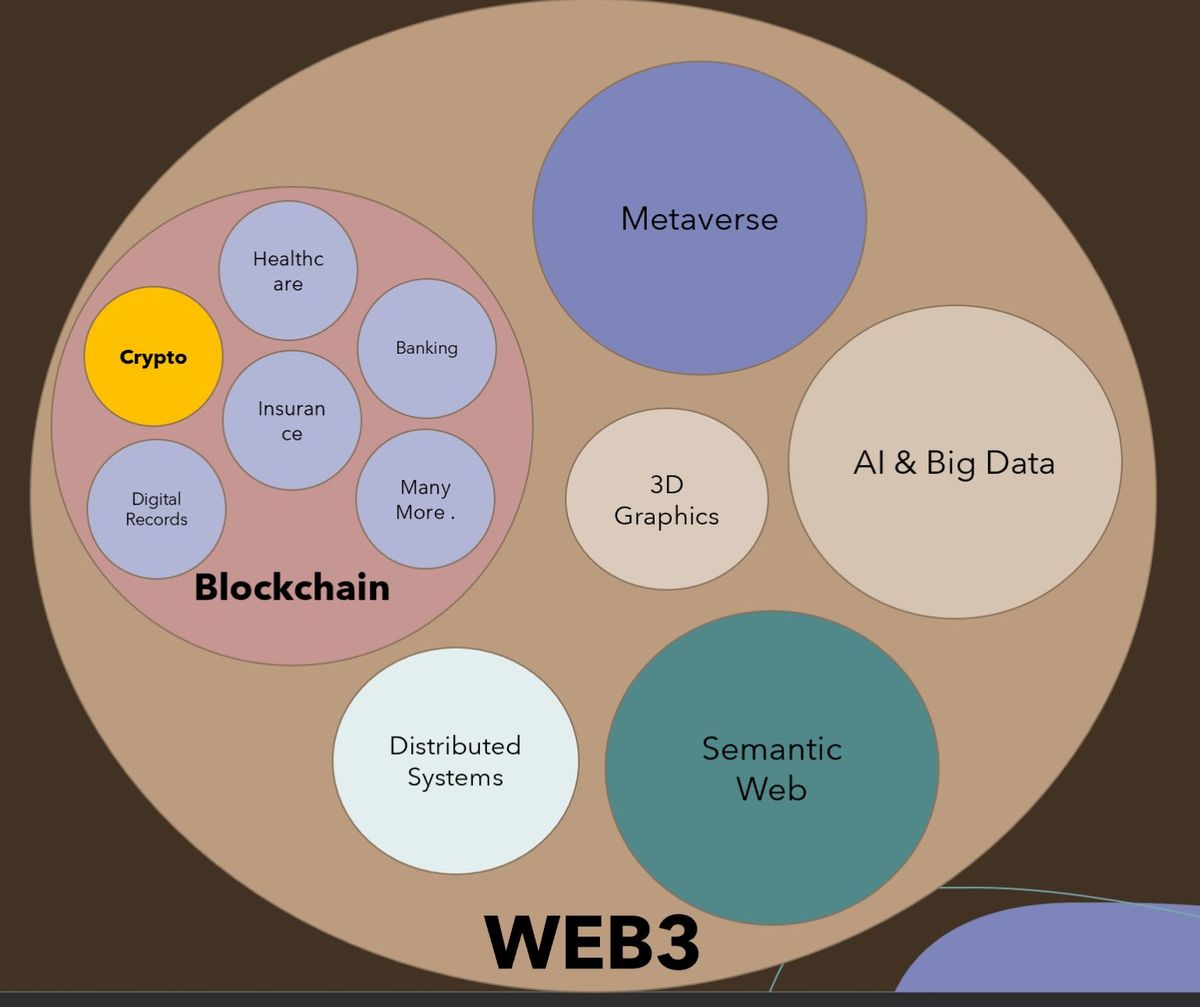 Metaverse
Healthc
are
Crypto
Banking
Insuran
ce
Digital
Records
Many
More .
Blockchain
3D
Graphics
AI & Big Data
Distributed
Systems
Semantic
Web
WEB3